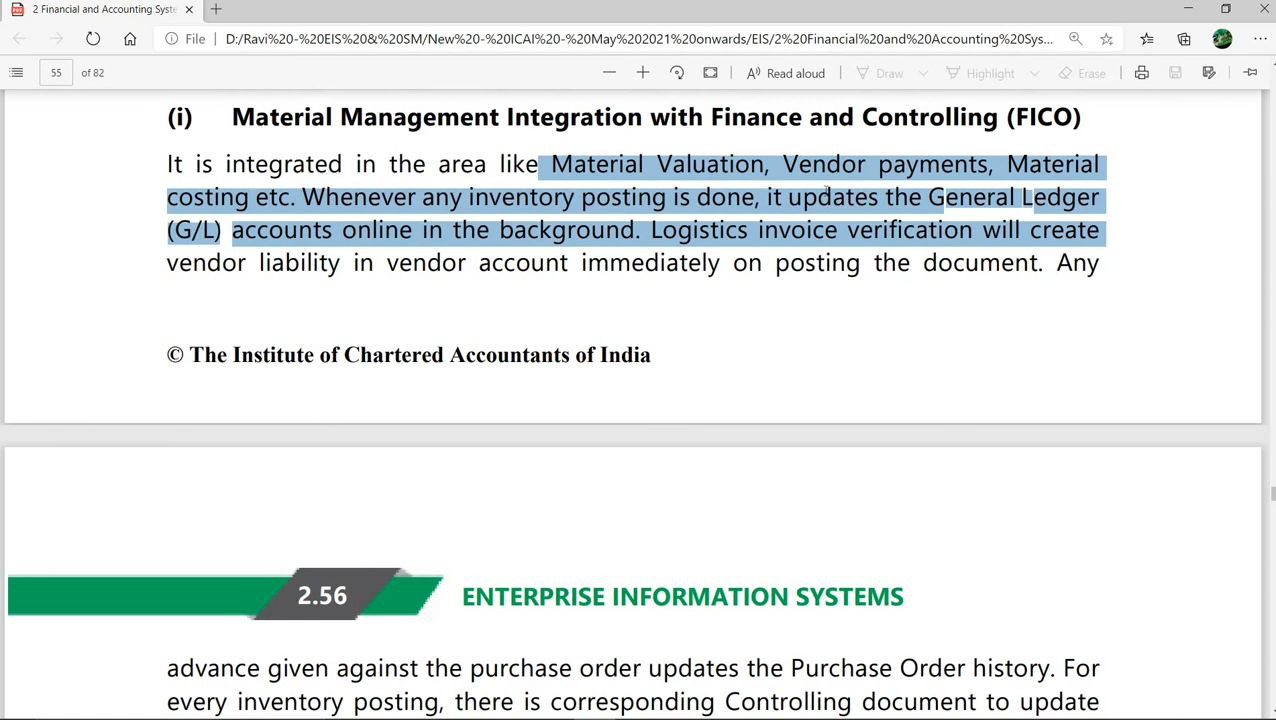 2 Financial and Accounting Syste
File D:/Ravi%20-%20EIS%20&%20SM/New%20-%20ICAI%20-%20May%202021%20onwards/EIS/2%20Financial%20and%20Accounting%20Sys...
55 of 82 Read aloud Draw Highlight Erase
(i) Material Management Integration with Finance and Controlling (FICO)
It is integrated in the area like Material Valuation, Vendor payments, Material
costing etc. Whenever any inventory posting is done, it updates the General Ledger
(G/L) accounts online in the background. Logistics invoice verification will create
vendor liability in vendor account immediately on posting the document. Any
© The Institute of Chartered Accountants of India
2.56 ENTERPRISE INFORMATION SYSTEMS
advance given against the purchase order updates the Purchase Order history. For
every inventory posting, there is corresponding Controlling document to update